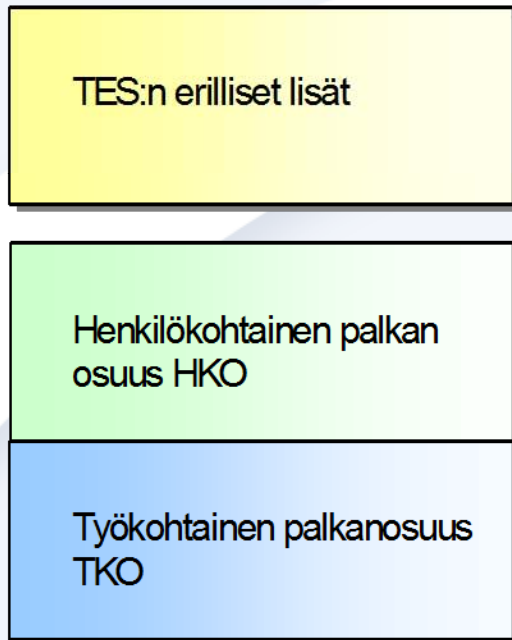 TES:n erilliset lisät
Henkilökohtainen palkan
osuus HKO
Työkohtainen palkanosuus
TKO